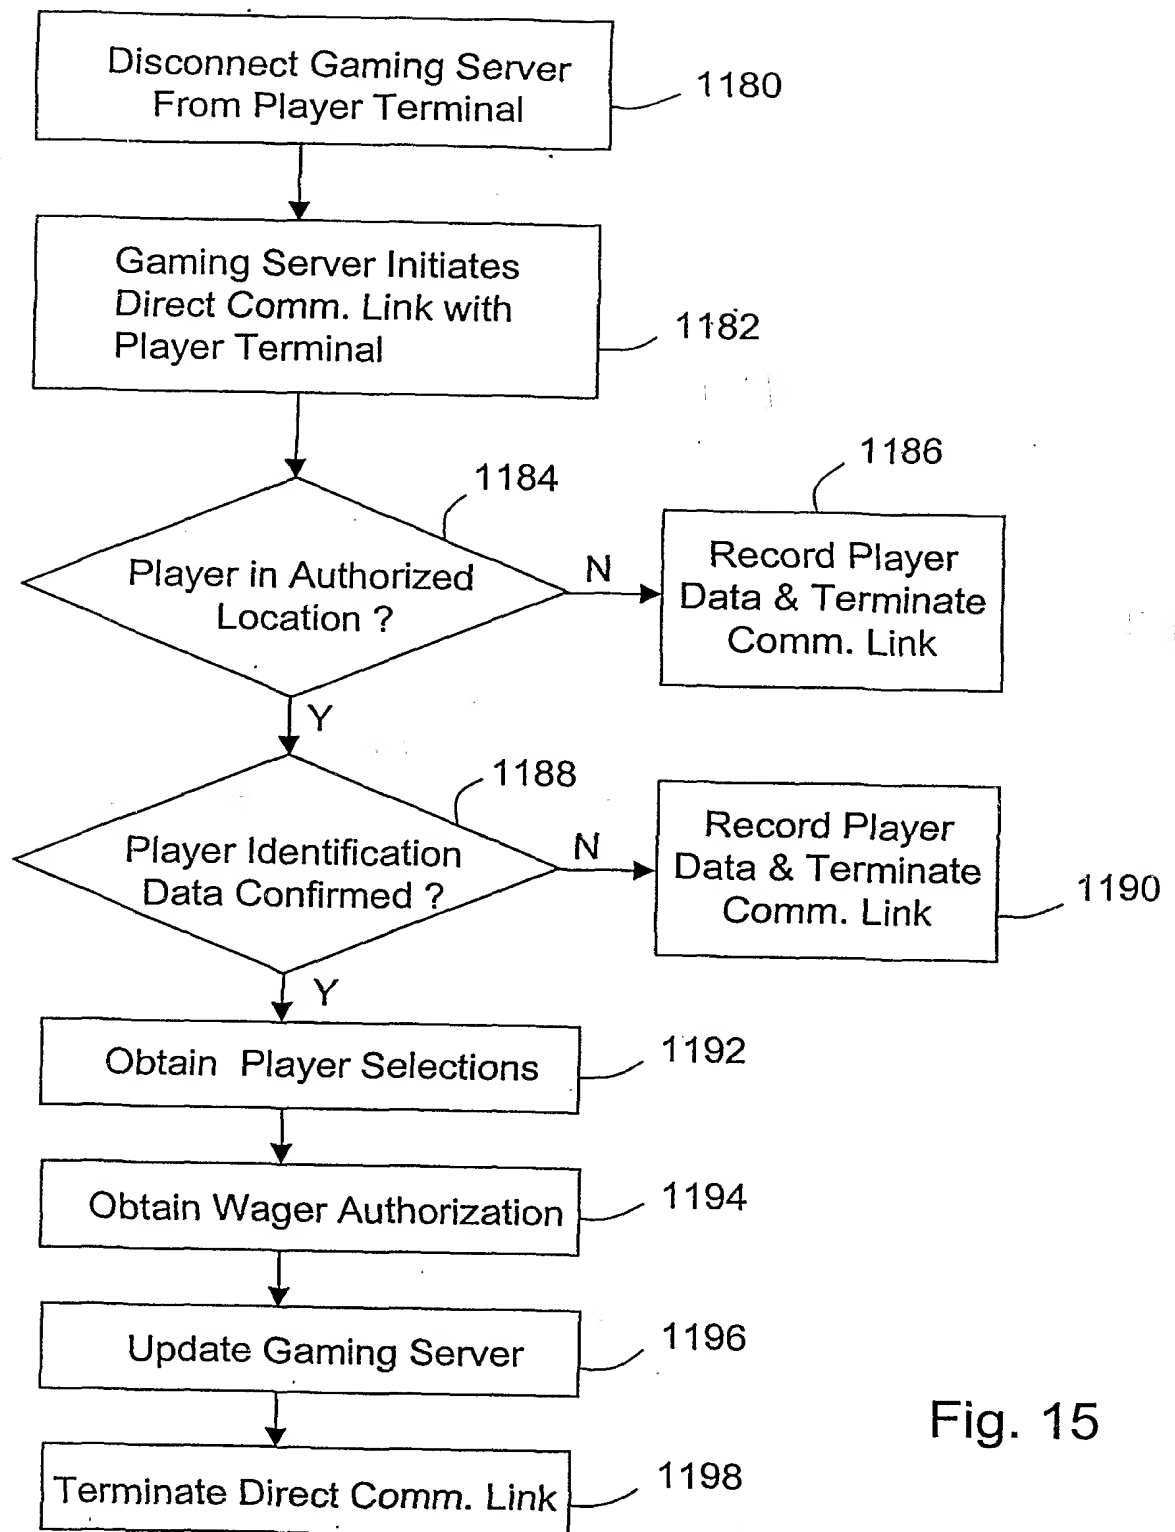 Disconnect Gaming Server
From Player Terminal
1180
Gaming Server Initiates
Direct Comm. Link with
Player Terminal
1182
1184
Player in Authorized
Location ?
N
1186
Record Player
Data & Terminate
Comm. Link
Y
1188
Player Identification
Data Confirmed ?
N
Record Player
Data & Terminate
Comm. Link
1190
Y
Obtain Player Selections
1192
Obtain Wager Authorization
1194
Update Gaming Server
1196
Terminate Direct Comm. Link
1198
Fig. 15